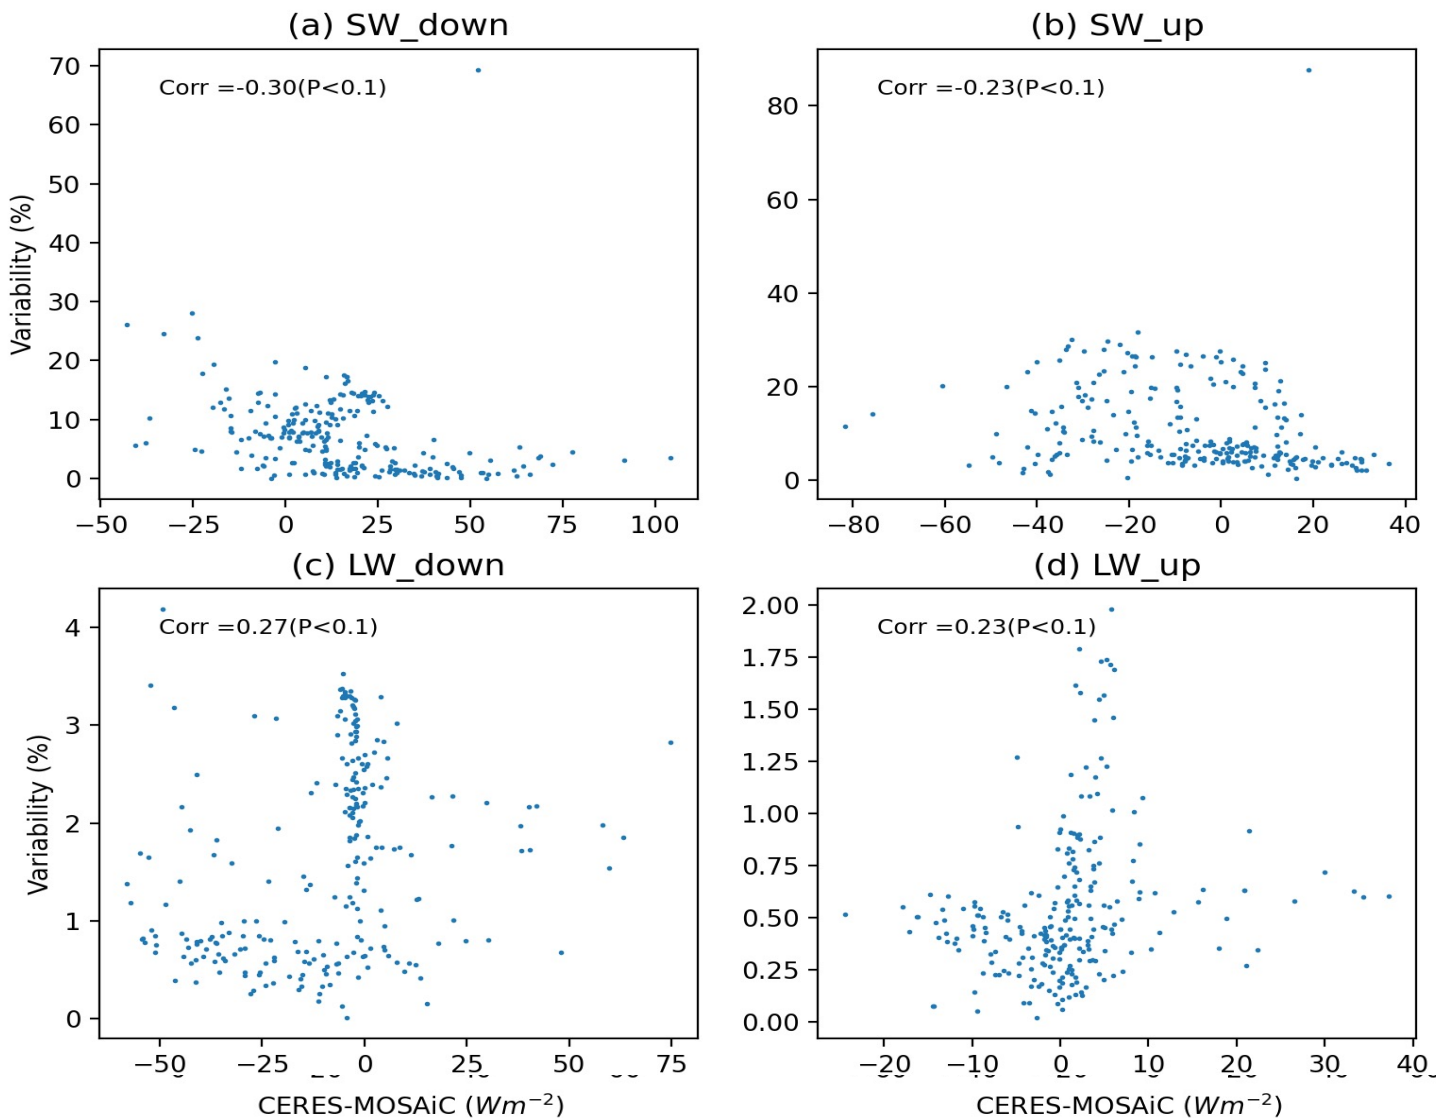 (a) SW_down
(b) SW_up
Corr =-0.30(P<0.1)
Corr =-0.23(P<0.1)
Variability (%)
70
60
50
40
30
20
10
0
80
60
40
20
0
−50 −25 0 25 50 75 100
−80 −60 −40 −20 0 20 40
(c) LW_down
(d) LW_up
Corr =0.27(P<0.1)
Corr =0.23(P<0.1)
Variability (%)
4
3
2
1
0
2.00
1.75
1.50
1.25
1.00
0.75
0.50
0.25
0.00
−50 −25 0 25 50 75
−20 −10 0 10 20 30 40
CERES-MOSAiC (Wm⁻²)
CERES-MOSAiC (Wm⁻²)